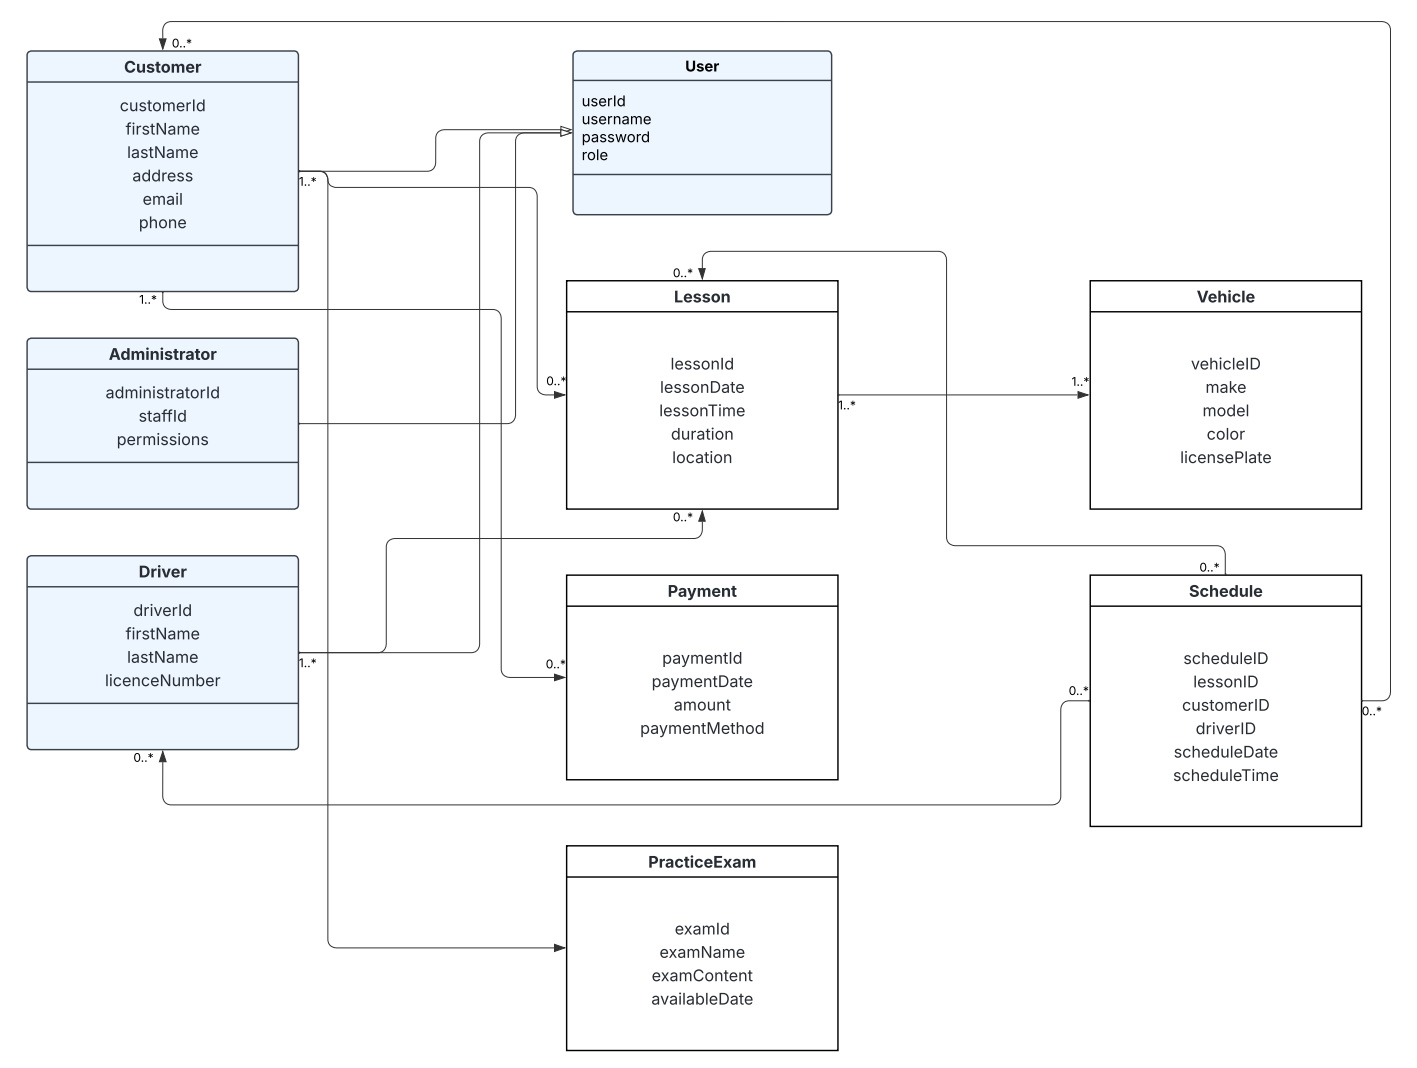 0..*
Customer
customerId
firstName
lastName
address
email
phone
1..*
1..*
User
userId
username
password
role
Administrator
administratorId
staffId
permissions
0..*
Lesson
lessonId
lessonDate
lessonTime
duration
location
0..*
1..*
0..*
Vehicle
vehicleID
make
model
color
licensePlate
1..*
Driver
driverId
firstName
lastName
licenceNumber
1..*
0..*
Payment
paymentId
paymentDate
amount
paymentMethod
0..*
0..*
Schedule
scheduleID
lessonID
customerID
driverID
scheduleDate
scheduleTime
0..*
0..*
PracticeExam
examId
examName
examContent
availableDate